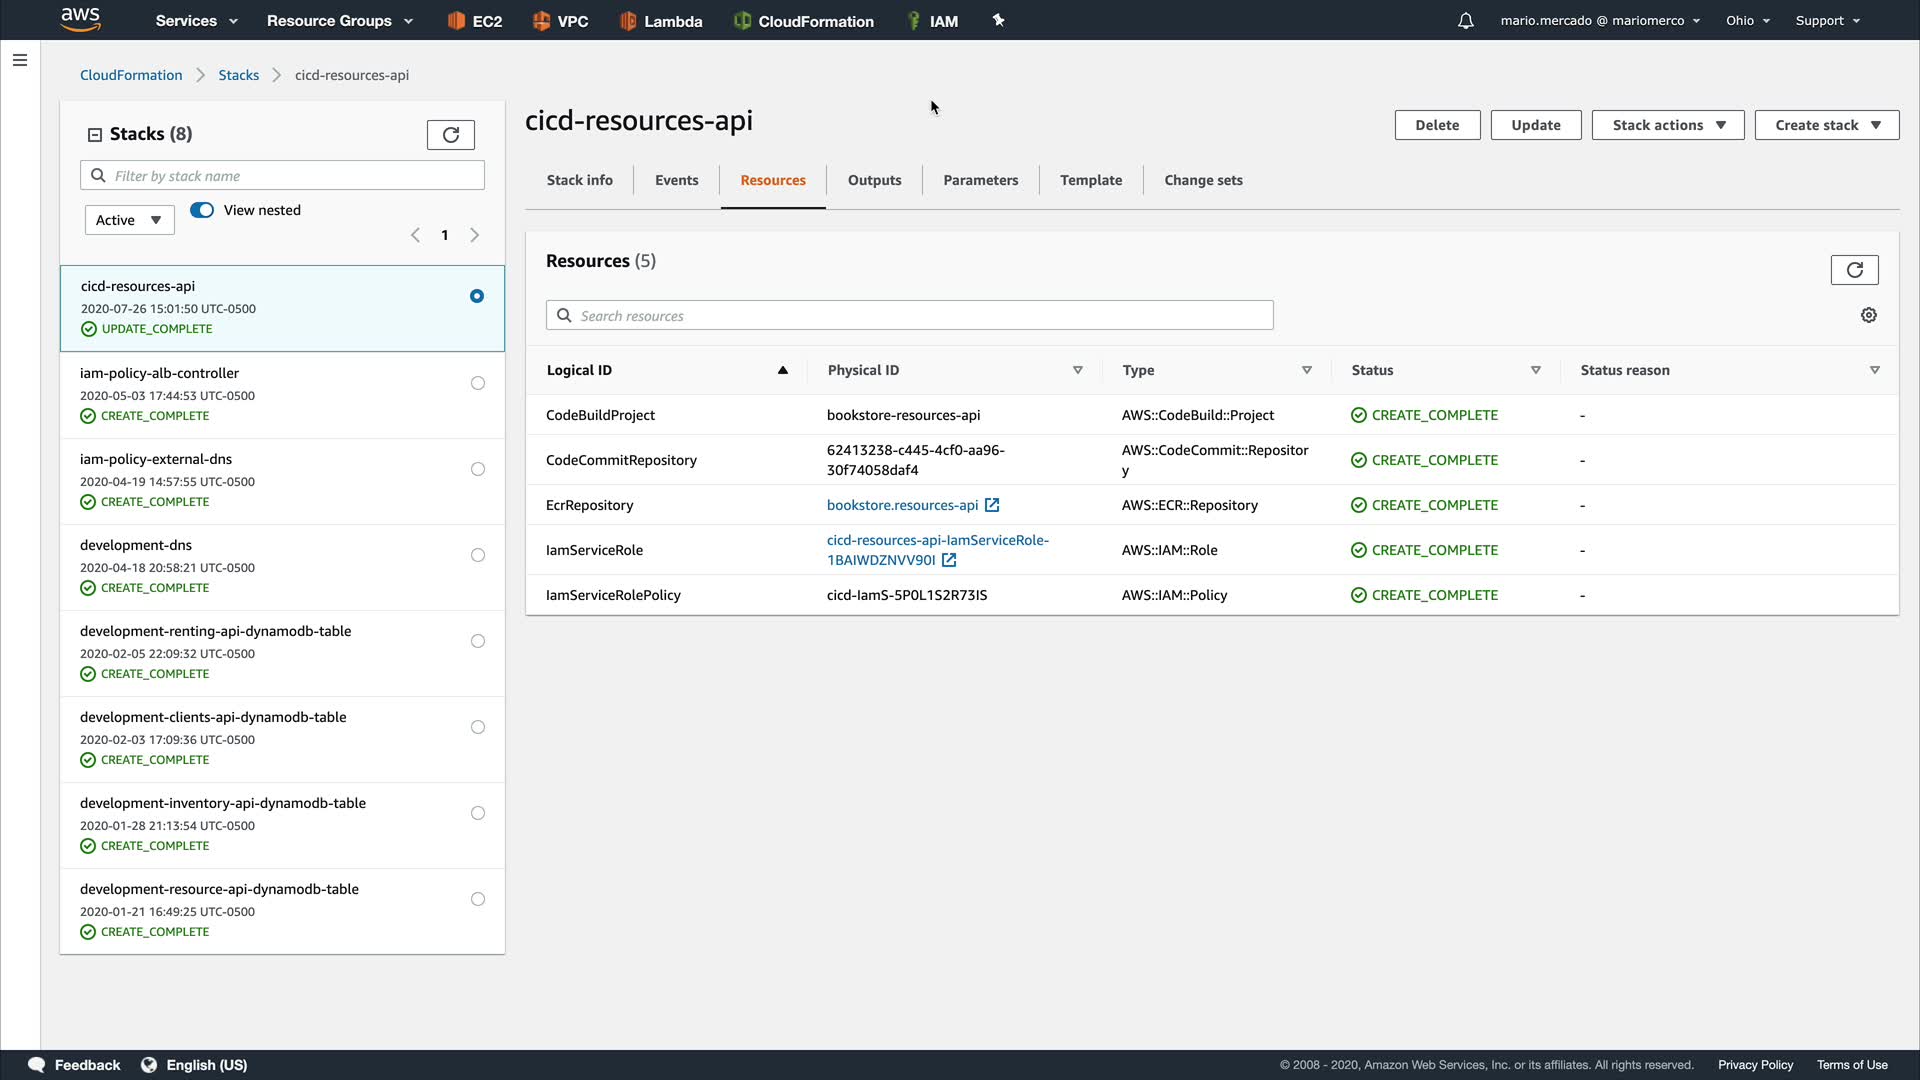 aws
Services
Resource Groups
EC2
VPC
Lambda
CloudFormation
IAM
mario.mercado @ mariomerco
Ohio
Support
CloudFormation
Stacks
cicd-resources-api
Stacks (8)
Filter by stack name
Active
View nested
1
cicd-resources-api
2020-07-26 15:01:50 UTC-0500
UPDATE_COMPLETE
iam-policy-alb-controller
2020-05-03 17:44:53 UTC-0500
CREATE_COMPLETE
iam-policy-external-dns
2020-04-19 14:57:55 UTC-0500
CREATE_COMPLETE
development-dns
2020-04-18 20:58:21 UTC-0500
CREATE_COMPLETE
development-renting-api-dynamodb-table
2020-02-05 22:09:32 UTC-0500
CREATE_COMPLETE
development-clients-api-dynamodb-table
2020-02-03 17:09:36 UTC-0500
CREATE_COMPLETE
development-inventory-api-dynamodb-table
2020-01-28 21:13:54 UTC-0500
CREATE_COMPLETE
development-resource-api-dynamodb-table
2020-01-21 16:49:25 UTC-0500
CREATE_COMPLETE
cicd-resources-api
Delete
Update
Stack actions
Create stack
Stack info
Events
Resources
Outputs
Parameters
Template
Change sets
Resources (5)
Search resources
Logical ID
Physical ID
Type
Status
Status reason
CodeBuildProject
bookstore-resources-api
AWS::CodeBuild::Project
CREATE_COMPLETE
-
CodeCommitRepository
62413238-c445-4cf0-aa96-
30f74058daf4
AWS::CodeCommit::Repositor
y
CREATE_COMPLETE
-
EcrRepository
bookstore.resources-api
AWS::ECR::Repository
CREATE_COMPLETE
-
IamServiceRole
cicd-resources-api-IamServiceRole-
1BAIWDZNVV90I
AWS::IAM::Role
CREATE_COMPLETE
-
IamServiceRolePolicy
cicd-IamS-5P0L1S2R73IS
AWS::IAM::Policy
CREATE_COMPLETE
-
Feedback
English (US)
© 2008 - 2020, Amazon Web Services, Inc. or its affiliates. All rights reserved.
Privacy Policy
Terms of Use